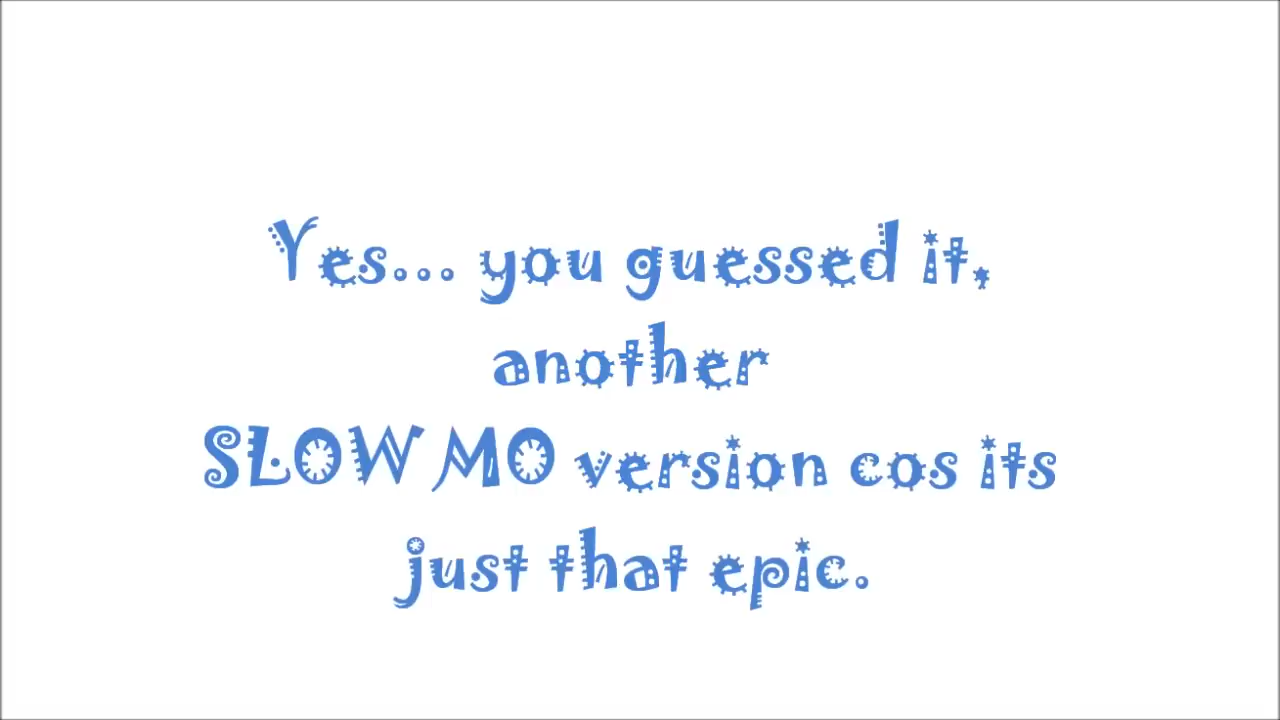 Yes... you guessed it,
another
SLOW MO version cos its
just that epic.